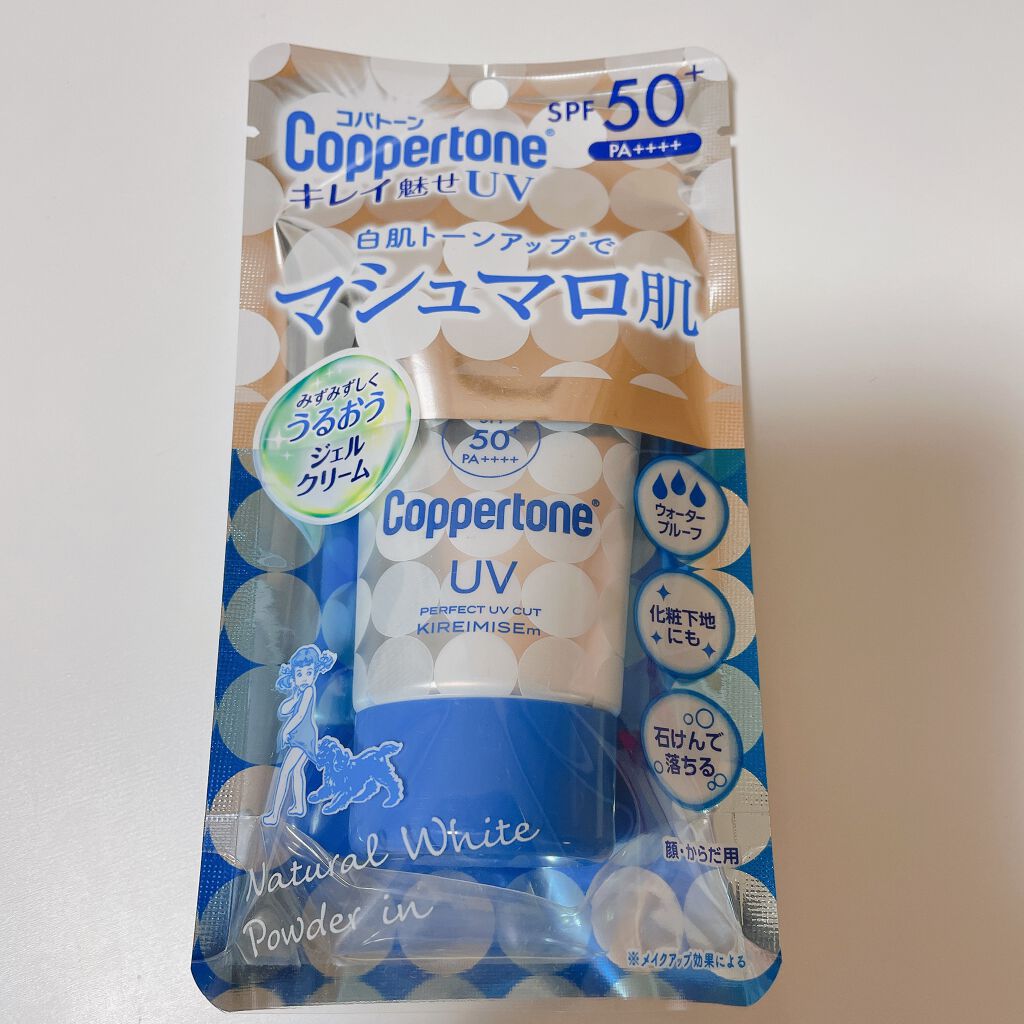 SPF 50+
PA++++
コパトーン
Coppertone®
キレイ魅せUV
白肌トーンアップ※で
マシュマロ肌
みずみずしく
うるおう
ジェル
クリーム
50+
PA++++
Coppertone®
UV
PERFECT UV CUT
KIREIMISEm
ウォーター
プルーフ
化粧下地
にも
石けんで
落ちる
Natural White
Powder in
顔・からだ用
※メイクアップ効果による